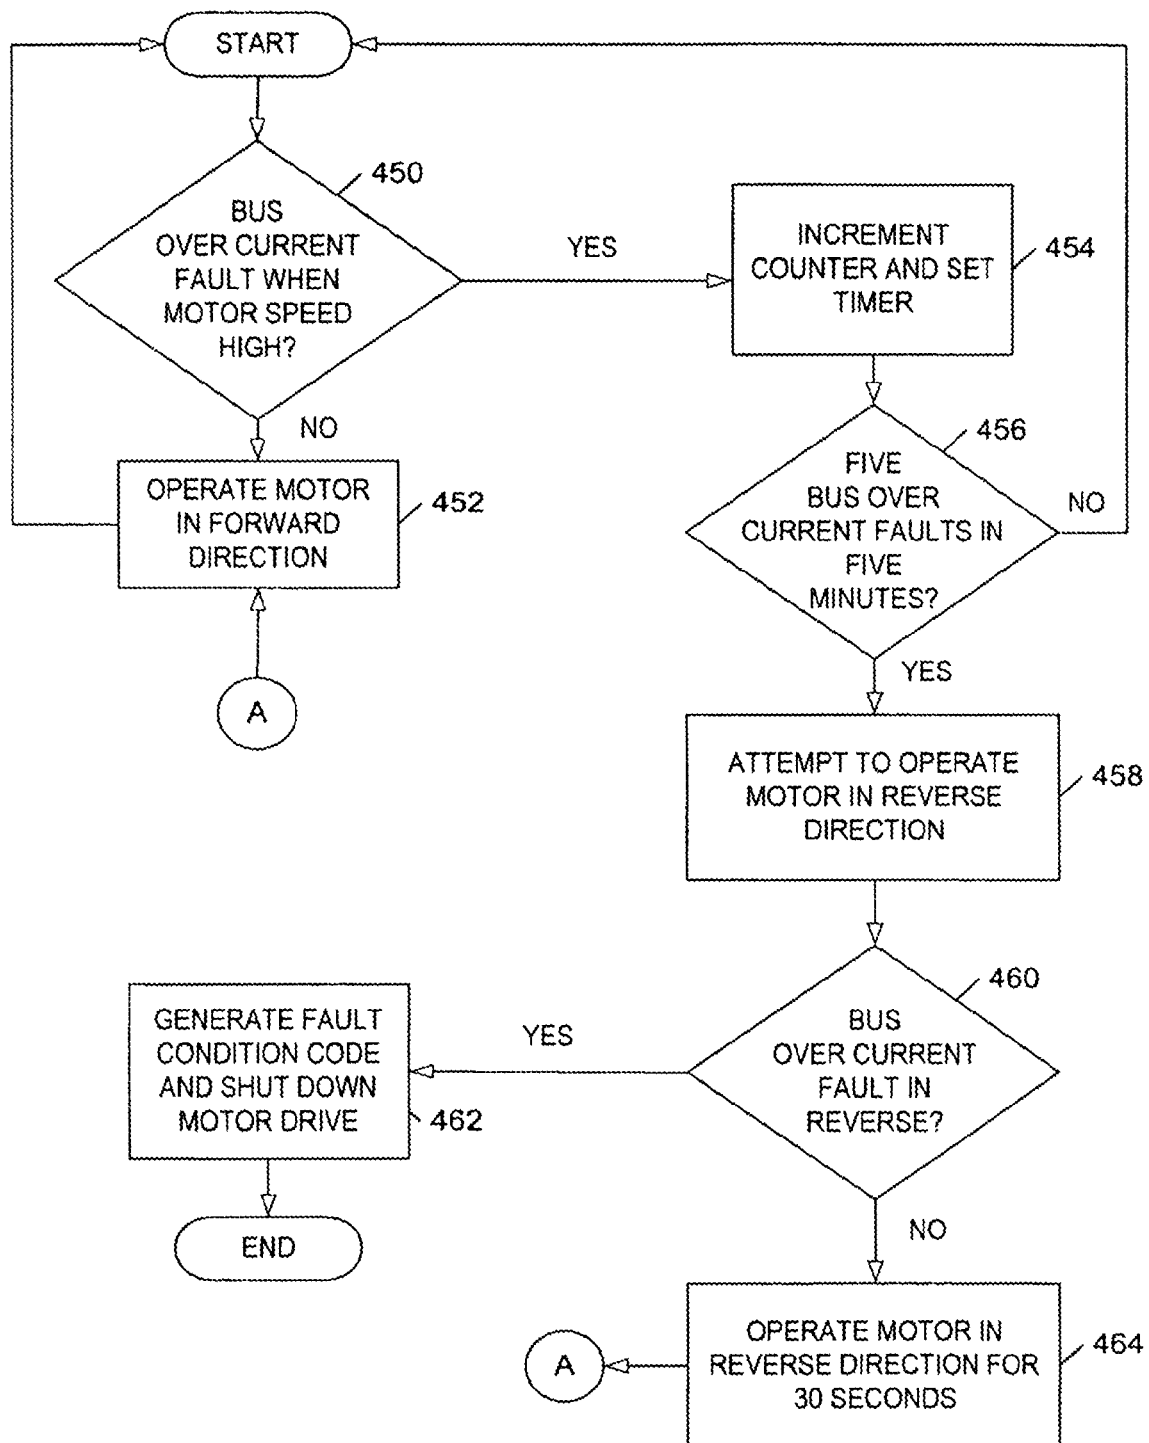 START
450
BUS
OVER CURRENT
FAULT WHEN
MOTOR SPEED
HIGH?
YES
INCREMENT
COUNTER AND SET
TIMER
454
NO
OPERATE MOTOR
IN FORWARD
DIRECTION
452
A
456
FIVE
BUS OVER
CURRENT FAULTS IN
FIVE
MINUTES?
NO
YES
ATTEMPT TO OPERATE
MOTOR IN REVERSE
DIRECTION
458
460
BUS
OVER CURRENT
FAULT IN
REVERSE?
YES
GENERATE FAULT
CONDITION CODE
AND SHUT DOWN
MOTOR DRIVE
462
END
NO
OPERATE MOTOR IN
REVERSE DIRECTION FOR
30 SECONDS
464
A